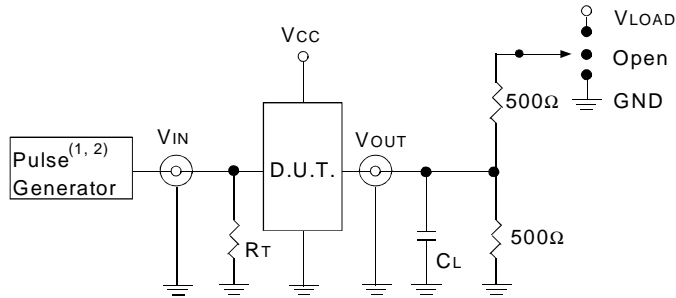 VLOAD
VCC
Open
500Ω
GND
VIN
VOUT
Pulse(1, 2)
Generator
D.U.T.
RT
CL
500Ω